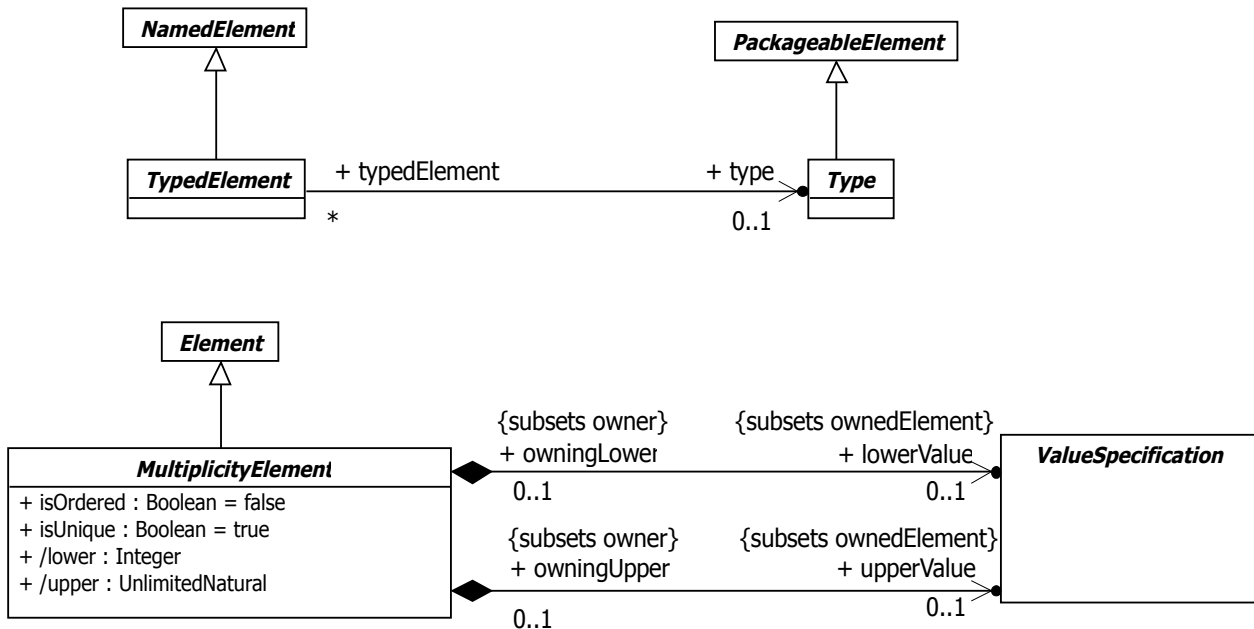 NamedElement
PackageableElement
TypedElement
+ typedElement
+ type
Type
*
0..1
Element
{subsets owner}
{subsets ownedElement}
MultiplicityElement
+ owningLower
+ lowerValue
ValueSpecification
0..1
0..1
+ isOrdered : Boolean = false
+ isUnique : Boolean = true
+ /lower : Integer
+ /upper : UnlimitedNatural
{subsets owner}
{subsets ownedElement}
+ owningUpper
+ upperValue
0..1
0..1